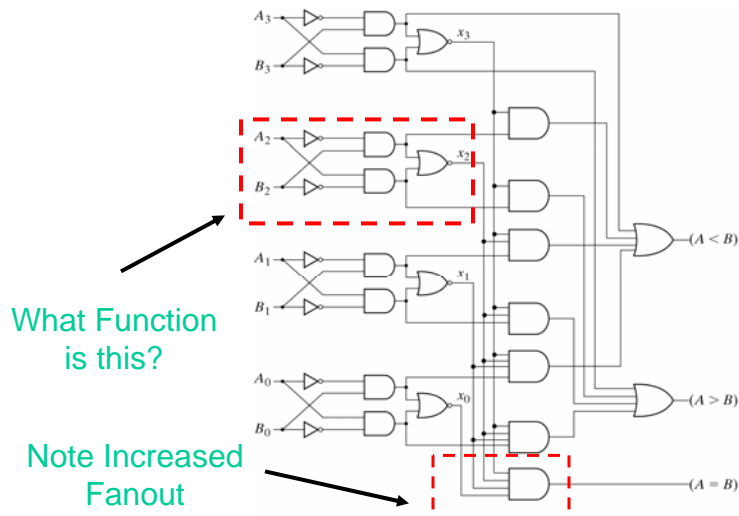 A3
x3
B3
A2
x2
B2
(A < B)
A1
x1
B1
What Function
is this?
A0
x0
(A > B)
B0
Note Increased
Fanout
(A = B)